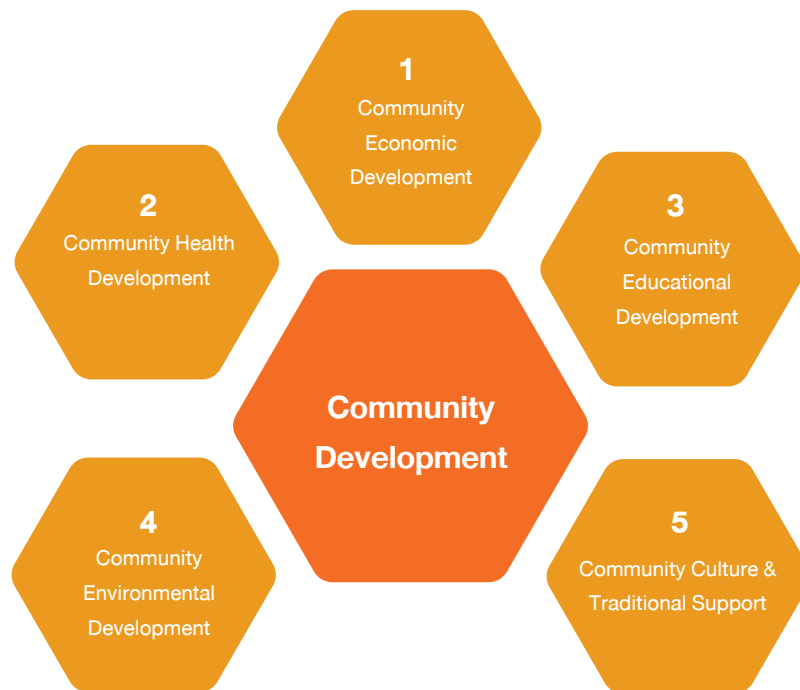 1
Community
Economic
Development
2
Community Health
Development
3
Community
Educational
Development
Community
Development
4
Community
Environmental
Development
5
Community Culture &
Traditional Support